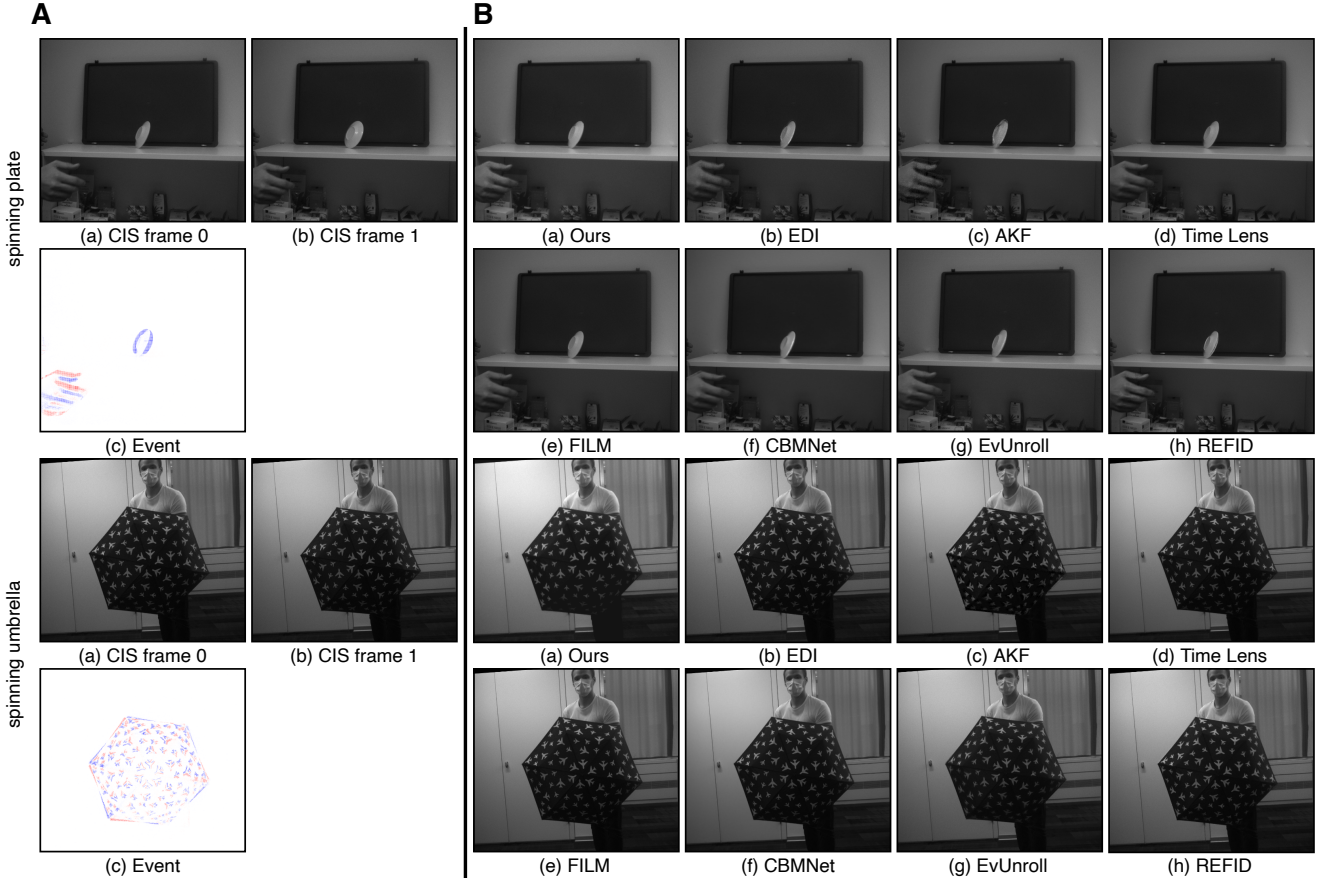 A
B
spinning plate
(a) CIS frame 0
(b) CIS frame 1
(a) Ours
(b) EDI
(c) AKF
(d) Time Lens
(c) Event
(e) FILM
(f) CBMNet
(g) EvUnroll
(h) REFID
spinning umbrella
(a) CIS frame 0
(b) CIS frame 1
(a) Ours
(b) EDI
(c) AKF
(d) Time Lens
(c) Event
(e) FILM
(f) CBMNet
(g) EvUnroll
(h) REFID